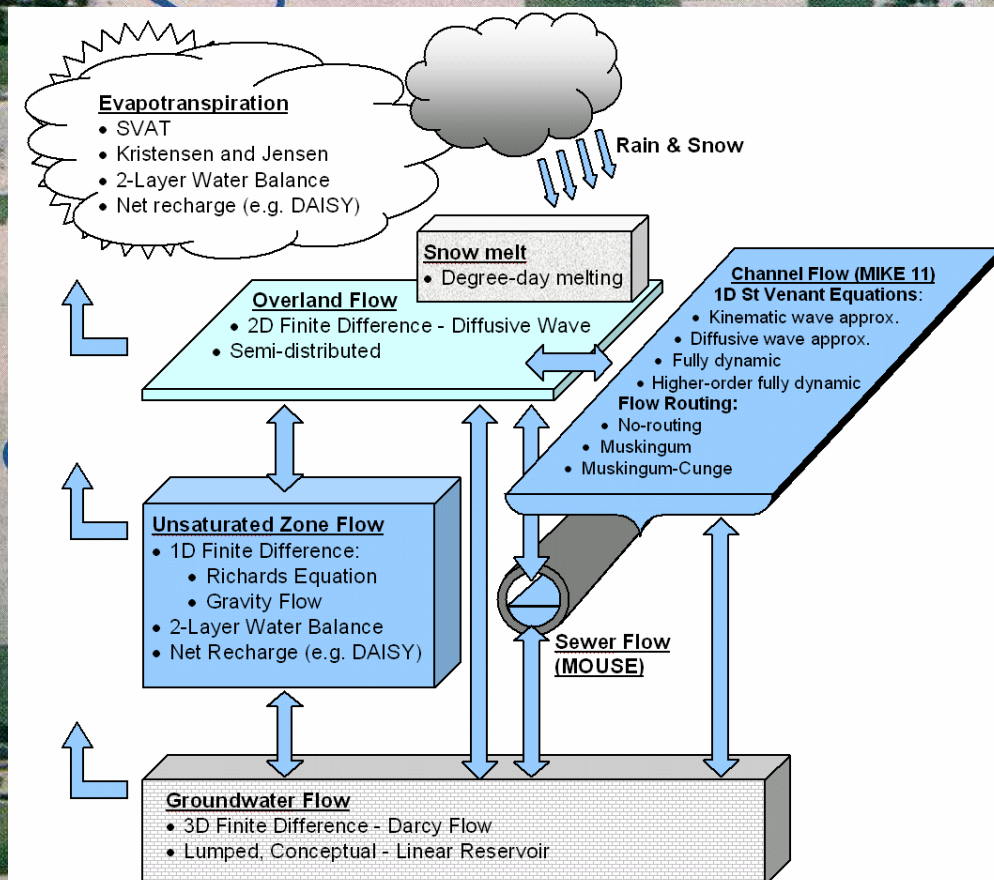 Evapotranspiration
• SVAT
• Kristensen and Jensen
• 2-Layer Water Balance
• Net recharge (e.g. DAISY)
Rain & Snow
Snow melt
• Degree-day melting
Overland Flow
• 2D Finite Difference - Diffusive Wave
• Semi-distributed
Channel Flow (MIKE 11)
1D St Venant Equations:
• Kinematic wave approx.
• Diffusive wave approx.
• Fully dynamic
• Higher-order fully dynamic
Flow Routing:
• No-routing
• Muskingum
• Muskingum-Cunge
Unsaturated Zone Flow
• 1D Finite Difference:
• Richards Equation
• Gravity Flow
• 2-Layer Water Balance
• Net Recharge (e.g. DAISY)
Sewer Flow
(MOUSE)
Groundwater Flow
• 3D Finite Difference - Darcy Flow
• Lumped, Conceptual - Linear Reservoir